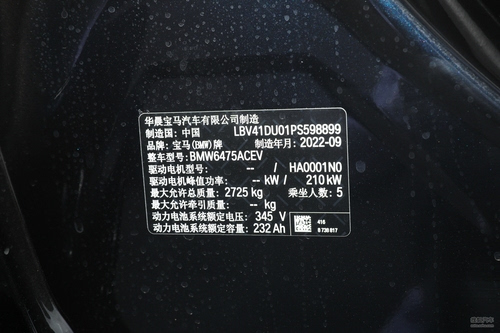 华晨宝马汽车有限公司制造
制造国: 中国 LBV41DU01PS598899
品牌: 宝马(BMW)牌 制造年月: 2022-09
整车型号: BMW6475ACEV
驱动电机型号: -- / HA0001N0
驱动电机峰值功率: -- kW / 210 kW
最大允许总质量: 2725 kg 乘坐人数: 5
最大允许牵引质量: -- kg
动力电池系统额定电压: 345 V
动力电池系统额定容量: 232 Ah
416
8 738 817